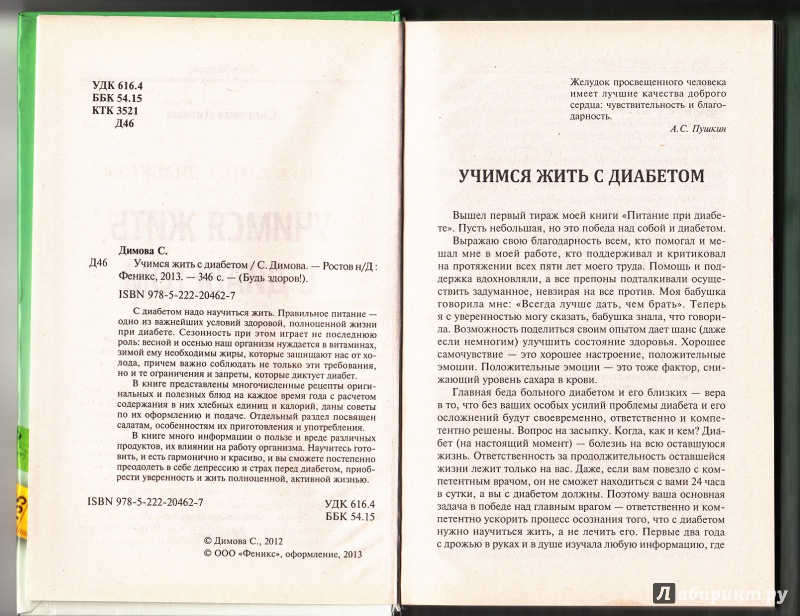 УДК 616.4
ББК 54.15
КТК 3521
Д46
Димова С.
Д46 Учимся жить с диабетом / С. Димова. — Ростов н/Д :
Феникс, 2013. — 346 с. — (Будь здоров!).
ISBN 978-5-222-20462-7
С диабетом надо научиться жить. Правильное питание —
одно из важнейших условий здоровой, полноценной жизни
при диабете. Сезонность при этом играет не последнюю
роль: весной и осенью наш организм нуждается в витаминах,
зимой ему необходимы жиры, которые защищают нас от хо-
лода, причем важно соблюдать не только эти требования,
но и те ограничения и запреты, которые диктует диабет.
В книге представлены многочисленные рецепты ориги-
нальных и полезных блюд на каждое время года с расчетом
содержания в них хлебных единиц и калорий, даны советы
по их оформлению и подаче. Отдельный раздел посвящен
салатам, особенностям их приготовления и употребления.
В книге много информации о пользе и вреде различных
продуктов, их влиянии на работу организма. Научитесь гото-
вить, и есть гармонично и красиво, и вы сможете постепенно
преодолеть в себе депрессию и страх перед диабетом, приоб-
рести уверенность и жить полноценной, активной жизнью.
ISBN 978-5-222-20462-7
УДК 616.4
ББК 54.15
© Димова С., 2012
© ООО «Феникс», оформление, 2013
Желудок просвещенного человека
имеет лучшие качества доброго
сердца: чувствительность и благо-
дарность.
А.С. Пушкин
УЧИМСЯ ЖИТЬ С ДИАБЕТОМ
Вышел первый тираж моей книги «Питание при диабе-
те». Пусть небольшая, но это победа над собой и диабетом.
Выражаю свою благодарность всем, кто помогал и ме-
шал мне в моей работе, кто поддерживал и критиковал
на протяжении всех пяти лет моего труда. Помощь и под-
держка вдохновляли, а все препоны подталкивали осуще-
ствить задуманное, невзирая на все против. Моя бабушка
говорила мне: «Всегда лучше дать, чем брать». Теперь
я с уверенностью могу сказать, бабушка знала, что говори-
ла. Возможность поделиться своим опытом дает шанс (даже
если немногим) улучшить состояние здоровья. Хорошее
самочувствие — это хорошее настроение, положительные
эмоции. Положительные эмоции — это тоже фактор, сни-
жающий уровень сахара в крови.
Главная беда больного диабетом и его близких — вера
в то, что без ваших особых усилий проблемы диабета и его
осложнений будут своевременно, ответственно и компе-
тентно решены. Вопрос на засыпку. Когда, как и кем? Диа-
бет (на настоящий момент) — болезнь на всю оставшуюся
жизнь. Ответственность за продолжительность оставшейся
жизни лежит только на вас. Даже, если вам повезло с ком-
петентным врачом, он не сможет находиться с вами 24 часа
в сутки, а вы с диабетом должны. Поэтому ваша основная
задача в победе над главным врагом — ответственно и ком-
петентно ускорить процесс осознания того, что с диабетом
нужно научиться жить, а не лечить его. Первые два года
с дрожью в руках и в душе изучала любую информацию, где
Лабиринт.ру